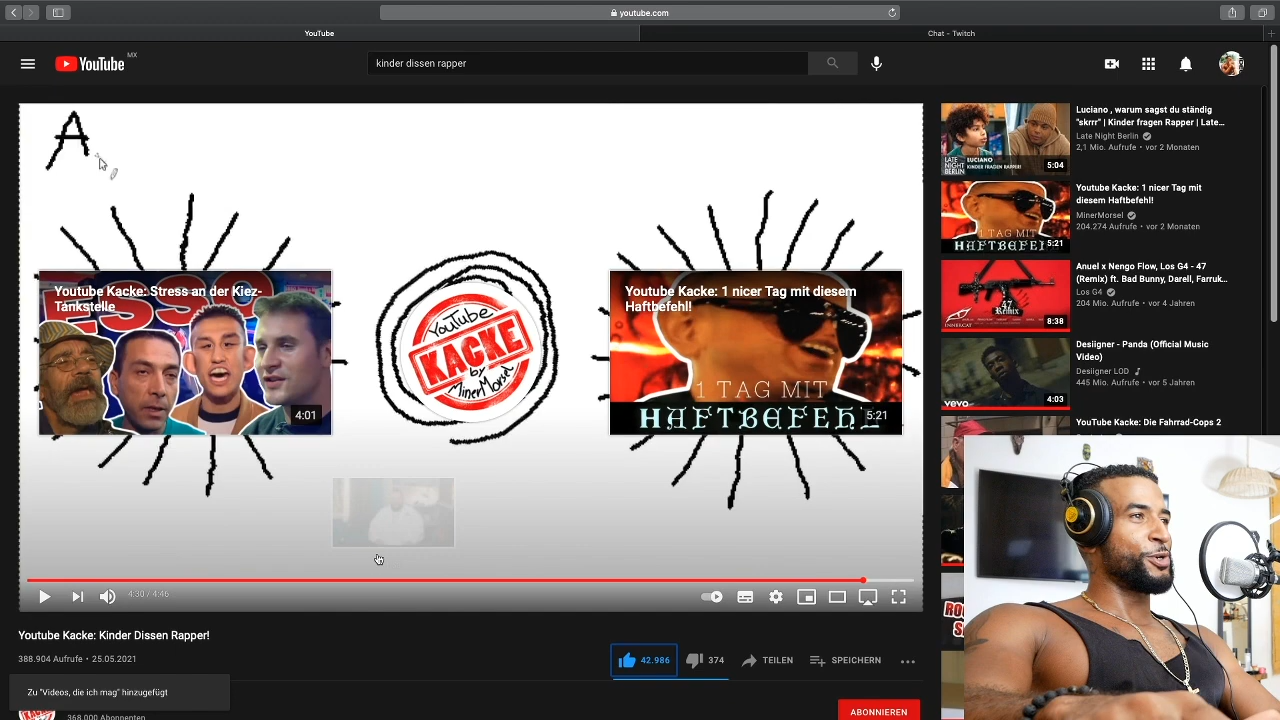 youtube.com
YouTube
Chat - Twitch
YouTube MX
kinder dissen rapper
A
Youtube Kacke: Stress an der Kiez-
Tankstelle
4:01
YouTube
KACKE
by
MinerMorsel
Youtube Kacke: 1 nicer Tag mit diesem
Haftbefehl!
1 TAG MIT
HAFTBEFEHL
5:21
4:30 / 4:46
Youtube Kacke: Kinder Dissen Rapper!
388.904 Aufrufe • 25.05.2021
42.986
374
TEILEN
SPEICHERN
Zu "Videos, die ich mag" hinzugefügt
368.000 Abonnenten
ABONNIEREN
Luciano , warum sagst du ständig
"skrrr" | Kinder fragen Rapper | Late...
Late Night Berlin
2,1 Mio. Aufrufe • vor 2 Monaten
LATE
NIGHT
BERLIN
LUCIANO
KINDER FRAGEN RAPPER!
5:04
Youtube Kacke: 1 nicer Tag mit
diesem Haftbefehl!
MinerMorsel
204.274 Aufrufe • vor 2 Monaten
1 TAG MIT
HAFTBEFEHL
5:21
Anuel x Nengo Flow, Los G4 - 47
(Remix) ft. Bad Bunny, Darell, Farruk...
Los G4
204 Mio. Aufrufe • vor 4 Jahren
47
Remix
8:38
Desiigner - Panda (Official Music
Video)
Desiigner LOD
445 Mio. Aufrufe • vor 5 Jahren
vevo
4:03
YouTube Kacke: Die Fahrrad-Cops 2